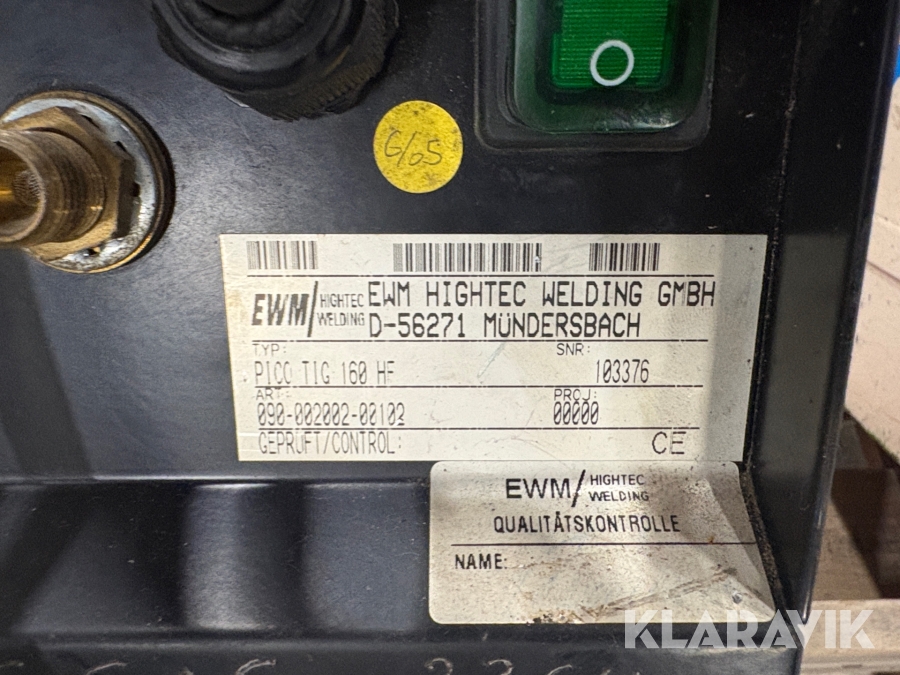 G/05
EWM/ HIGHTEC WELDING
EWM HIGHTEC WELDING GMBH
D-56271 MÜNDERSBACH
TYP:
SNR:
PICO TIG 160 HF
103376
ART:
PROJ:
090-002002-00102
00000
GEPRÜFT/CONTROL:
CE
EWM/ HIGHTEC WELDING
QUALITÄTSKONTROLLE
NAME:
KLARAVIK